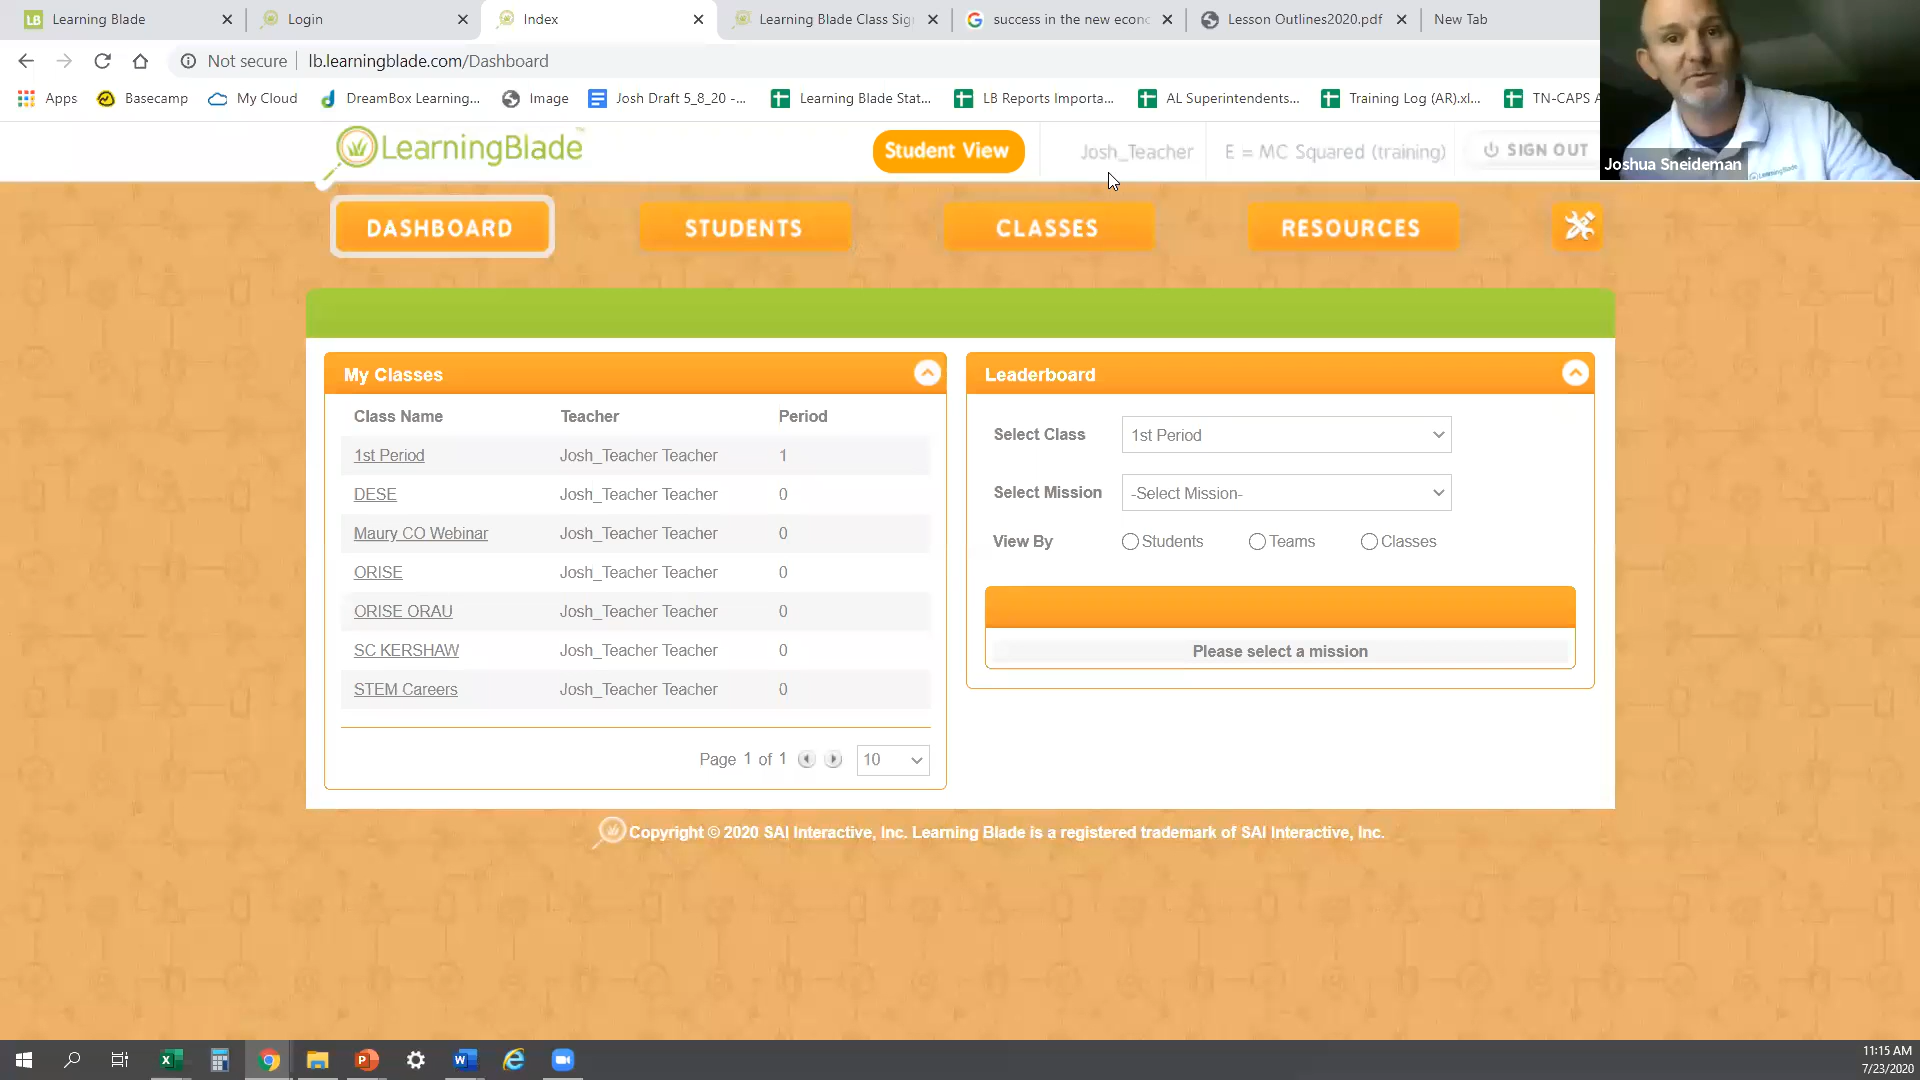 LB Learning Blade
Login
Index
Learning Blade Class Sig
success in the new econ
Lesson Outlines2020.pdf
New Tab
Not secure lb.learningblade.com/Dashboard
Apps
Basecamp
My Cloud
DreamBox Learning...
Image
Josh Draft 5_8_20 -...
Learning Blade Stat...
LB Reports Importa...
AL Superintendents...
Training Log (AR).xl...
TN-CAPS A
LearningBlade™
Student View
Josh_Teacher
E = MC Squared (training)
SIGN OUT
Joshua Sneideman
DASHBOARD
STUDENTS
CLASSES
RESOURCES
My Classes
Class Name Teacher Period
1st Period Josh_Teacher Teacher 1
DESE Josh_Teacher Teacher 0
Maury CO Webinar Josh_Teacher Teacher 0
ORISE Josh_Teacher Teacher 0
ORISE ORAU Josh_Teacher Teacher 0
SC KERSHAW Josh_Teacher Teacher 0
STEM Careers Josh_Teacher Teacher 0
Page 1 of 1 10
Leaderboard
Select Class 1st Period
Select Mission -Select Mission-
View By Students Teams Classes
Please select a mission
Copyright © 2020 SAI Interactive, Inc. Learning Blade is a registered trademark of SAI Interactive, Inc.
11:15 AM
7/23/2020